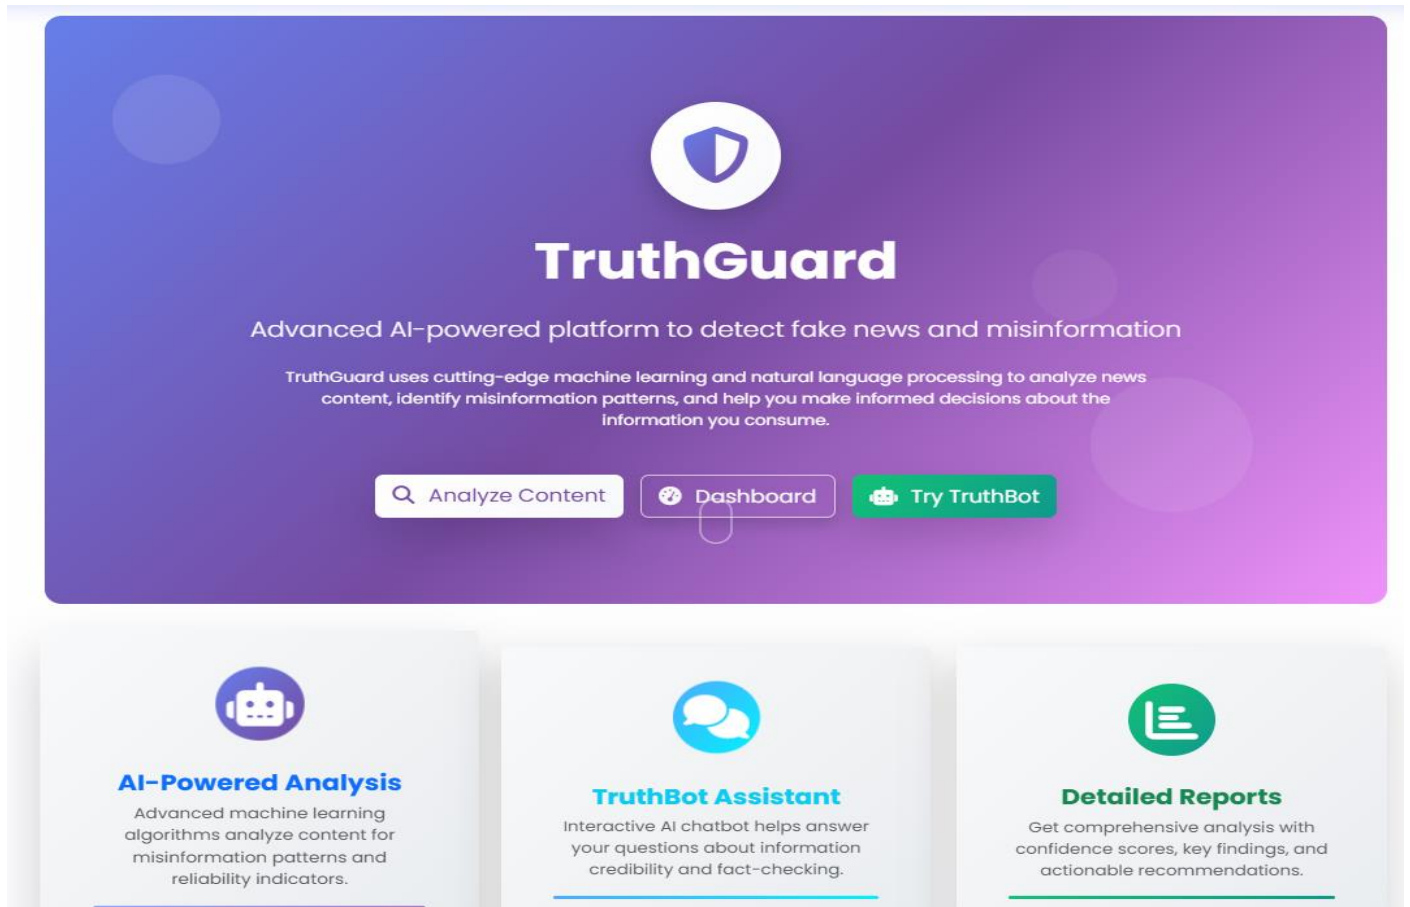 TruthGuard
Advanced AI-powered platform to detect fake news and misinformation
TruthGuard uses cutting-edge machine learning and natural language processing to analyze news
content, identify misinformation patterns, and help you make informed decisions about the
information you consume.
Analyze Content
Dashboard
Try TruthBot
AI-Powered Analysis
Advanced machine learning
algorithms analyze content for
misinformation patterns and
reliability indicators.
TruthBot Assistant
Interactive AI chatbot helps answer
your questions about information
credibility and fact-checking.
Detailed Reports
Get comprehensive analysis with
confidence scores, key findings, and
actionable recommendations.